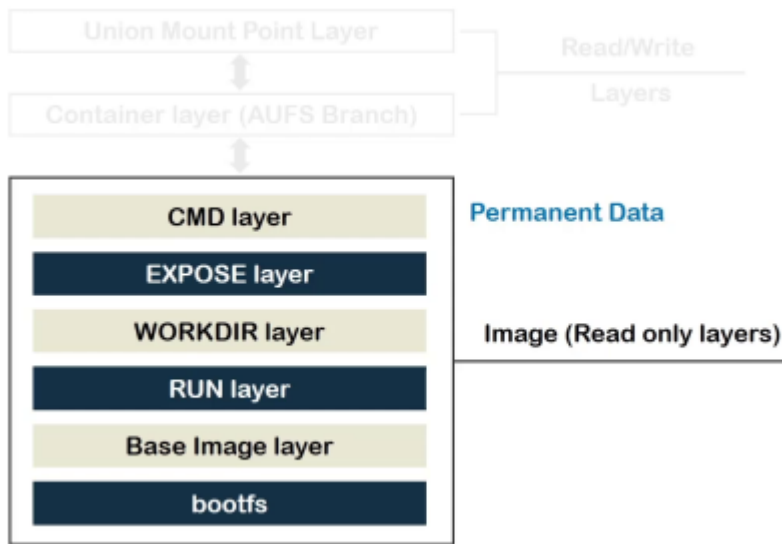 Union Mount Point Layer
Read/Write
Layers
Container layer (AUFS Branch)
CMD layer
Permanent Data
EXPOSE layer
WORKDIR layer
Image (Read only layers)
RUN layer
Base Image layer
bootfs